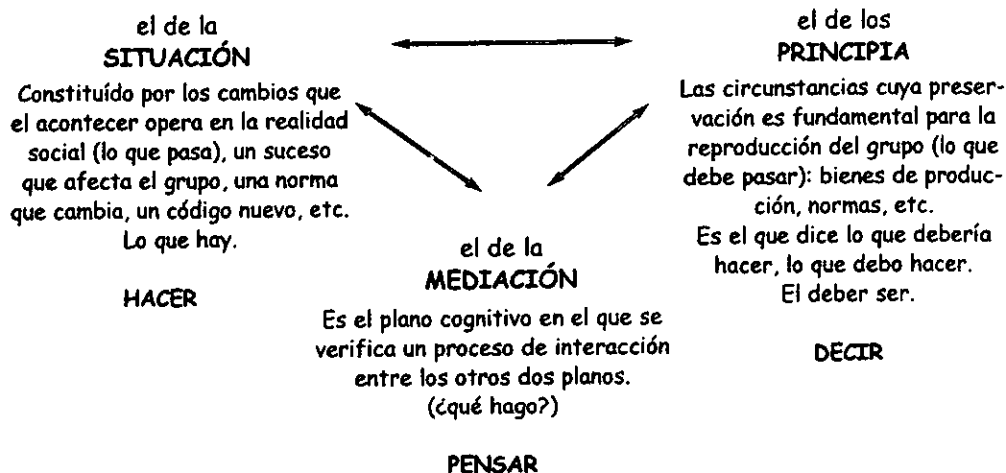 el de la
SITUACIÓN
Constituído por los cambios que
el acontecer opera en la realidad
social (lo que pasa), un suceso
que afecta el grupo, una norma
que cambia, un código nuevo, etc.
Lo que hay.
HACER
el de los
PRINCIPIA
Las circunstancias cuya preser-
vación es fundamental para la
reproducción del grupo (lo que
debe pasar): bienes de produc-
ción, normas, etc.
Es el que dice lo que debería
hacer, lo que debo hacer.
El deber ser.
DECIR
el de la
MEDIACIÓN
Es el plano cognitivo en el que se
verifica un proceso de interacción
entre los otros dos planos.
(¿qué hago?)
PENSAR